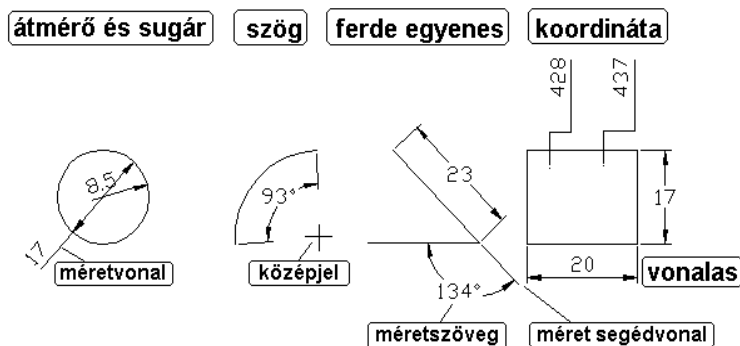 átmérő és sugár
szög
ferde egyenes
koordináta
428
437
8.5
93°
23
17
17
méretvonal
középjel
134°
20
vonalas
méretszöveg
méret segédvonal